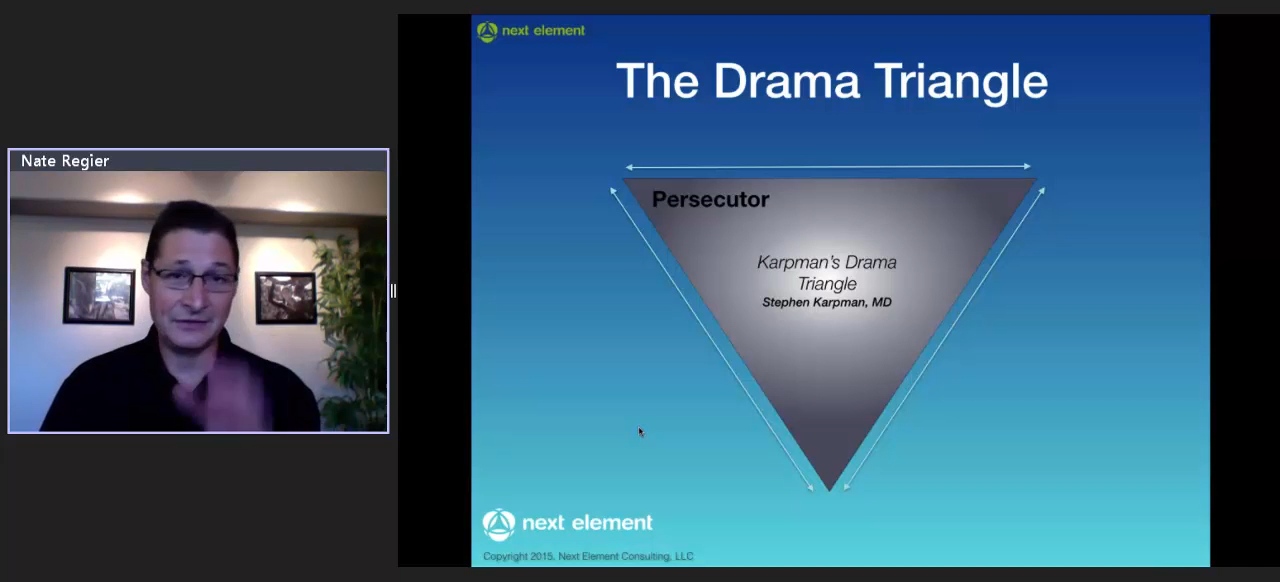 Nate Regier
next element
The Drama Triangle
Persecutor
Karpman's Drama
Triangle
Stephen Karpman, MD
next element
Copyright 2015, Next Element Consulting, LLC